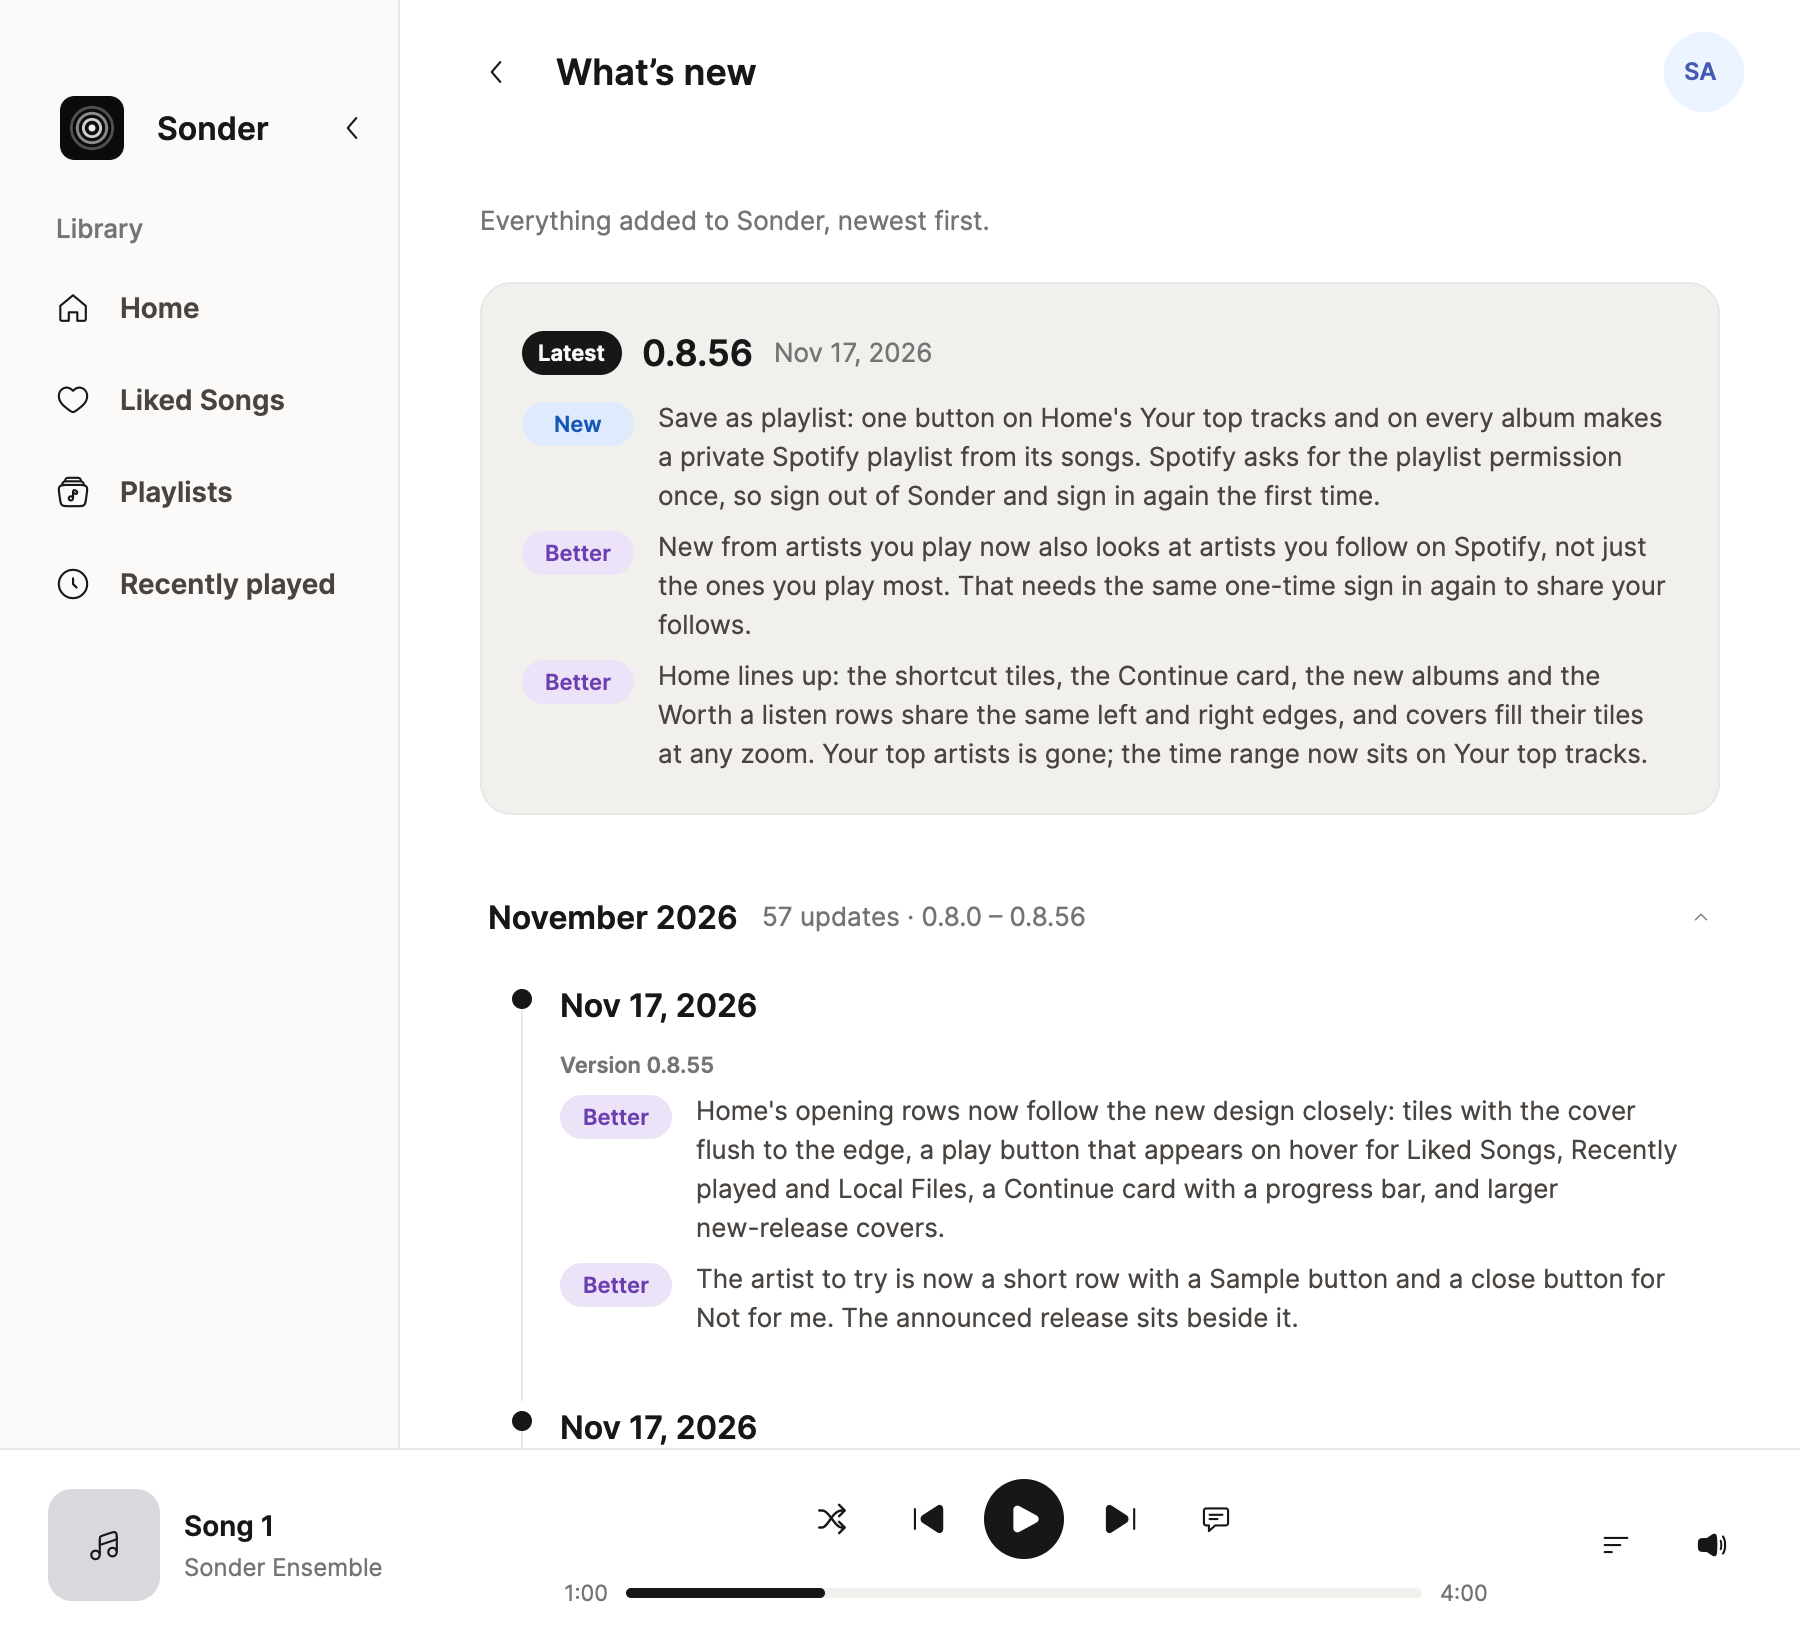 Sonder
Library
Home
Liked Songs
Playlists
Recently played
What’s new
SA
Everything added to Sonder, newest first.
Latest 0.8.56 Nov 17, 2026
New
Save as playlist: one button on Home's Your top tracks and on every album makes
a private Spotify playlist from its songs. Spotify asks for the playlist permission
once, so sign out of Sonder and sign in again the first time.
Better
New from artists you play now also looks at artists you follow on Spotify, not just
the ones you play most. That needs the same one-time sign in again to share your
follows.
Better
Home lines up: the shortcut tiles, the Continue card, the new albums and the
Worth a listen rows share the same left and right edges, and covers fill their tiles
at any zoom. Your top artists is gone; the time range now sits on Your top tracks.
November 2026 57 updates · 0.8.0 – 0.8.56
Nov 17, 2026
Version 0.8.55
Better
Home's opening rows now follow the new design closely: tiles with the cover
flush to the edge, a play button that appears on hover for Liked Songs, Recently
played and Local Files, a Continue card with a progress bar, and larger
new-release covers.
Better
The artist to try is now a short row with a Sample button and a close button for
Not for me. The announced release sits beside it.
Nov 17, 2026
Song 1
Sonder Ensemble
1:00
4:00